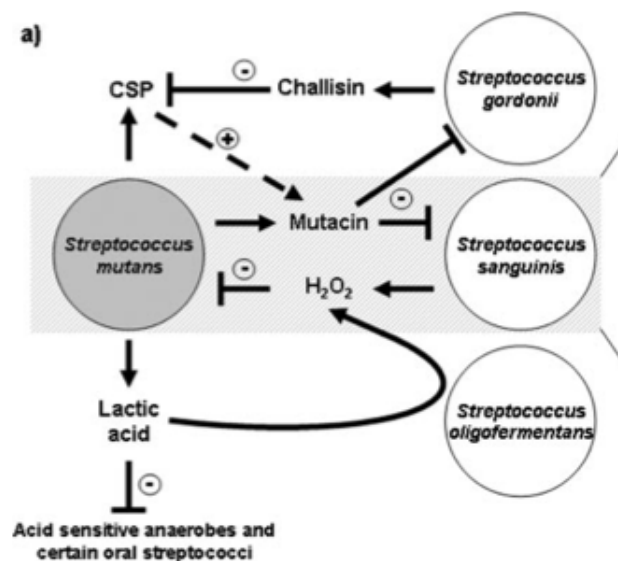 a)
CSP
Challisin
Streptococcus
gordonii
-
+
Streptococcus
mutans
Mutacin
-
Streptococcus
sanguinis
-
H₂O₂
Lactic
acid
Streptococcus
oligofermentans
-
Acid sensitive anaerobes and
certain oral streptococci